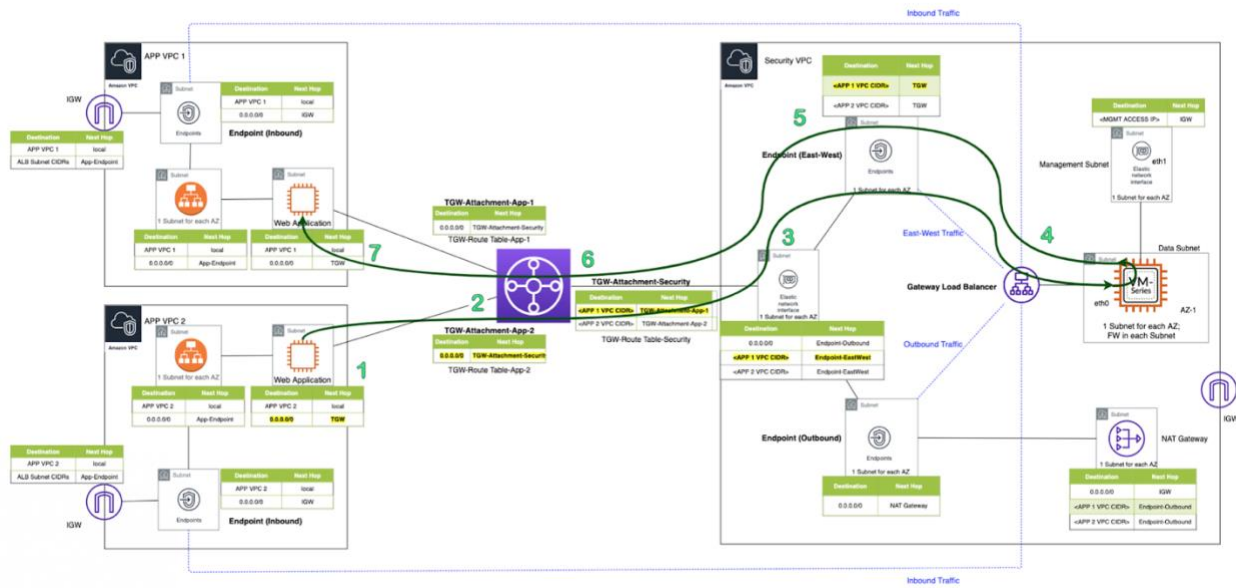 Inbound Traffic
APP VPC 1
Amazon VPC
IGW
Subnet
Endpoints
Endpoint (Inbound)
Destination Next Hop
APP VPC 1 local
0.0.0.0/0 IGW
Destination Next Hop
APP VPC 1 local
ALB Subnet CIDRs App-Endpoint
Subnet
1 Subnet for each AZ
Destination Next Hop
APP VPC 1 local
0.0.0.0/0 App-Endpoint
Subnet
Web Application
Destination Next Hop
APP VPC 1 local
0.0.0.0/0 TGW
7
APP VPC 2
Amazon VPC
Subnet
1 Subnet for each AZ
Destination Next Hop
APP VPC 2 local
0.0.0.0/0 App-Endpoint
Subnet
Web Application
1
Destination Next Hop
APP VPC 2 local
0.0.0.0/0 TGW
Destination Next Hop
APP VPC 2 local
ALB Subnet CIDRs App-Endpoint
IGW
Subnet
Endpoints
Endpoint (Inbound)
Destination Next Hop
APP VPC 2 local
0.0.0.0/0 IGW
TGW-Attachment-App-1
Destination Next Hop
0.0.0.0/0 TGW-Attachment-Security
TGW-Route Table-App-1
6
2
TGW-Attachment-App-2
Destination Next Hop
0.0.0.0/0 TGW-Attachment-Security
TGW-Route Table-App-2
TGW-Attachment-Security
Destination Next Hop
<APP 1 VPC CIDR> TGW-Attachment-App-1
<APP 2 VPC CIDR> TGW-Attachment-App-2
TGW-Route Table-Security
Security VPC
Amazon VPC
Destination Next Hop
<APP 1 VPC CIDR> TGW
<APP 2 VPC CIDR> TGW
5
Subnet
Endpoint (East-West)
Endpoints
1 Subnet for each AZ
3
Subnet
Elastic
network
interface
1 Subnet for each AZ
Destination Next Hop
0.0.0.0/0 Endpoint-Outbound
<APP 1 VPC CIDR> Endpoint-EastWest
<APP 2 VPC CIDR> Endpoint-EastWest
East-West Traffic
Gateway Load Balancer
Outbound Traffic
Destination Next Hop
<MGMT ACCESS IP> IGW
Subnet
Management Subnet
eth1
Elastic
network
interface
1 Subnet for each AZ
4
Data Subnet
Subnet
VM-
Series
eth0
AZ-1
1 Subnet for each AZ;
FW in each Subnet
IGW
Subnet
Endpoint (Outbound)
Endpoints
1 Subnet for each AZ
Destination Next Hop
0.0.0.0/0 NAT Gateway
Subnet
NAT Gateway
1 Subnet for each AZ
Destination Next Hop
0.0.0.0/0 IGW
<APP 1 VPC CIDR> Endpoint-Outbound
<APP 2 VPC CIDR> Endpoint-Outbound
Inbound Traffic